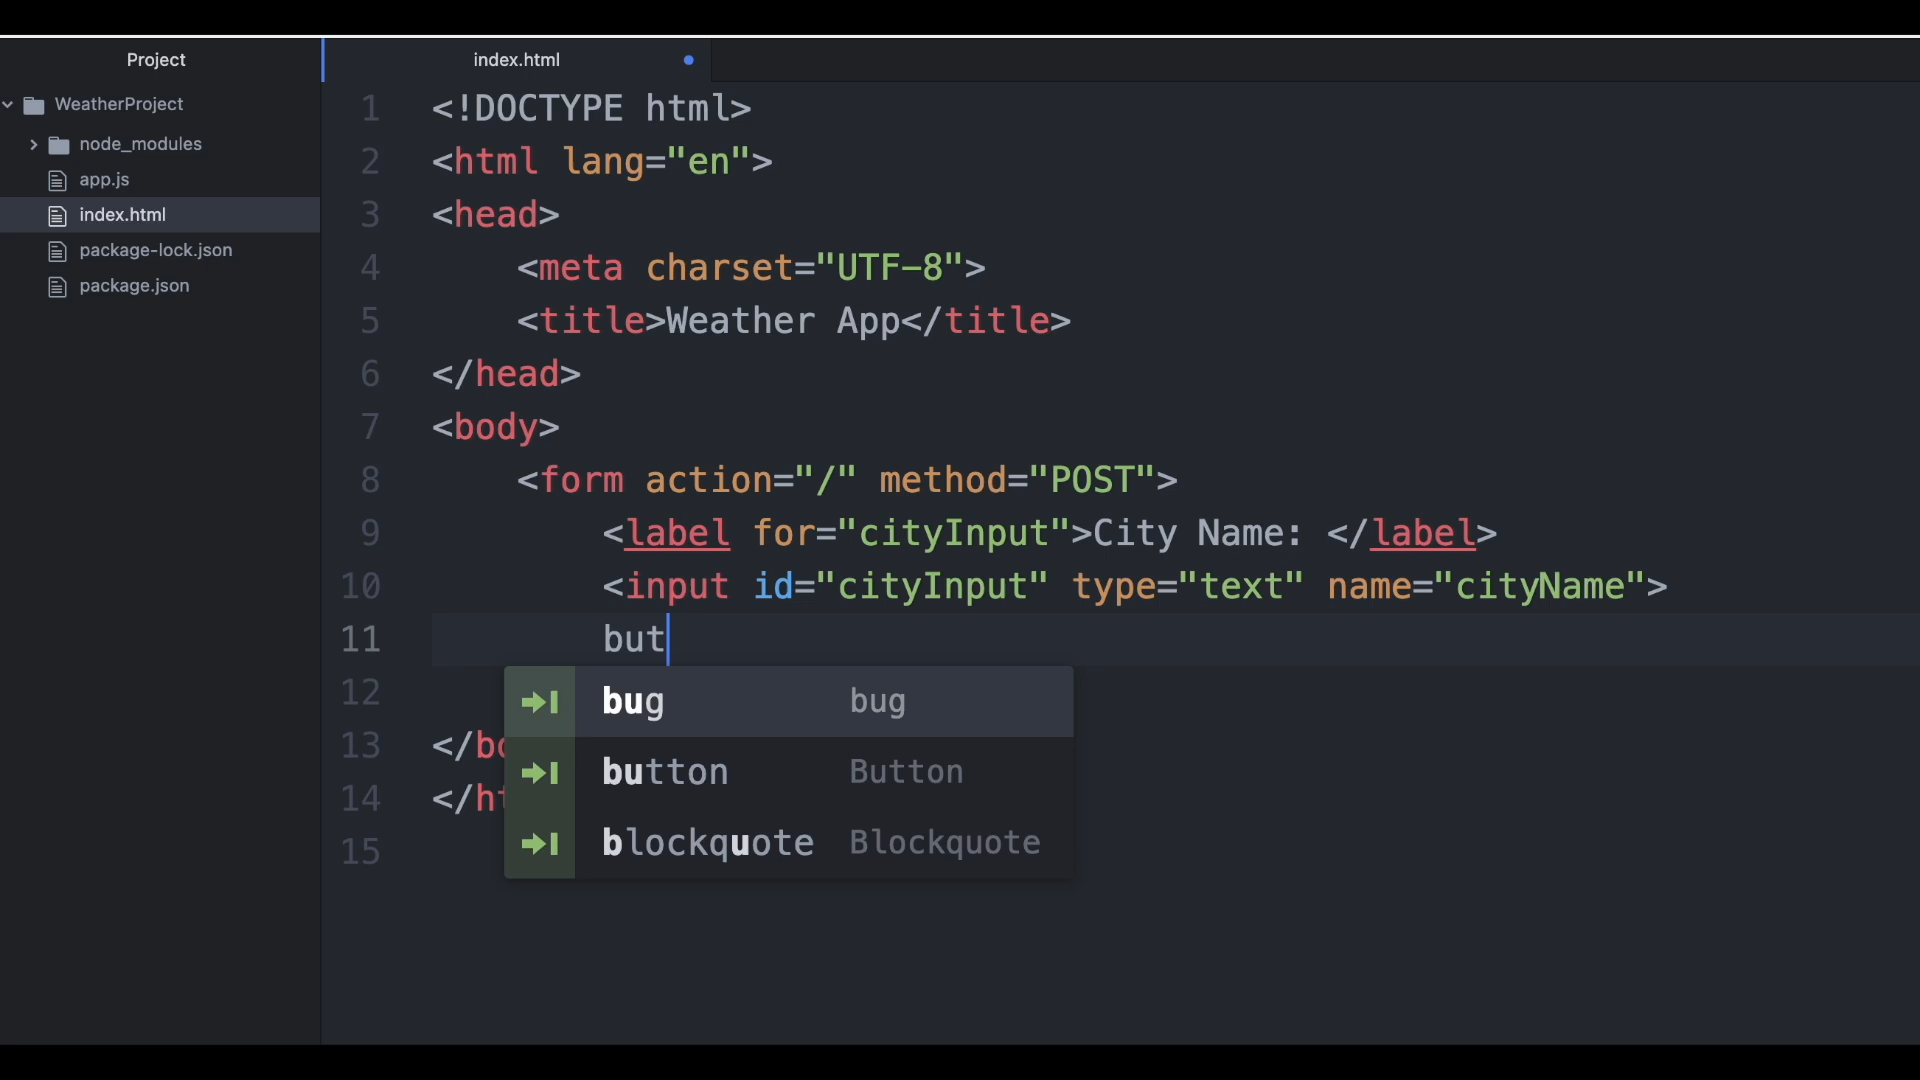 Project
WeatherProject
node_modules
app.js
index.html
package-lock.json
package.json
index.html
1 <!DOCTYPE html>
2 <html lang="en">
3 <head>
4 <meta charset="UTF-8">
5 <title>Weather App</title>
6 </head>
7 <body>
8 <form action="/" method="POST">
9 <label for="cityInput">City Name: </label>
10 <input id="cityInput" type="text" name="cityName">
11 but
12
13 </bo
14 </ht
15
bug bug
button Button
blockquote Blockquote